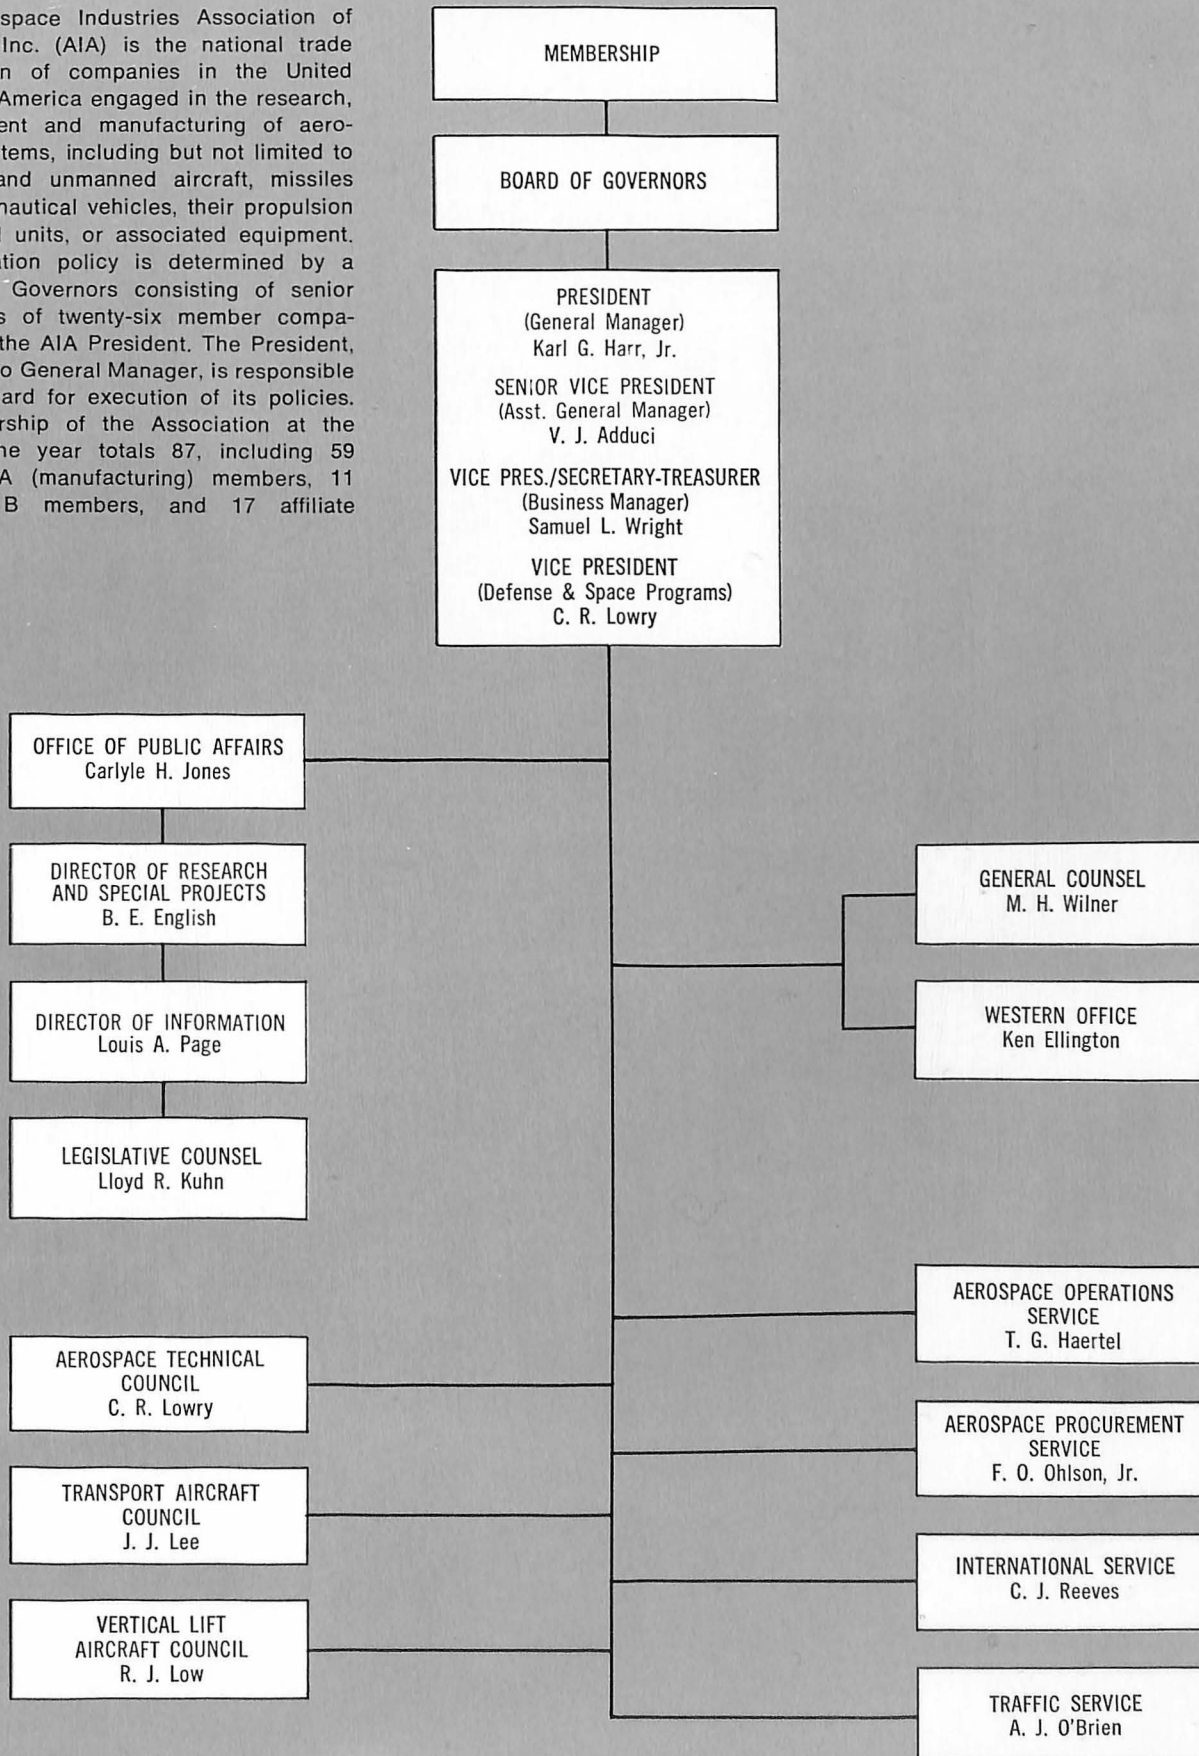 space Industries Association of
Inc. (AIA) is the national trade
n of companies in the United
America engaged in the research,
ent and manufacturing of aero-
tems, including but not limited to
and unmanned aircraft, missiles
nautical vehicles, their propulsion
units, or associated equipment.
tion policy is determined by a
Governors consisting of senior
s of twenty-six member compa-
the AIA President. The President,
o General Manager, is responsible
ard for execution of its policies.
rship of the Association at the
ne year totals 87, including 59
A (manufacturing) members, 11
B members, and 17 affiliate
MEMBERSHIP
BOARD OF GOVERNORS
PRESIDENT
(General Manager)
Karl G. Harr, Jr.
SENIOR VICE PRESIDENT
(Asst. General Manager)
V. J. Adduci
VICE PRES./SECRETARY-TREASURER
(Business Manager)
Samuel L. Wright
VICE PRESIDENT
(Defense & Space Programs)
C. R. Lowry
OFFICE OF PUBLIC AFFAIRS
Carlyle H. Jones
DIRECTOR OF RESEARCH
AND SPECIAL PROJECTS
B. E. English
DIRECTOR OF INFORMATION
Louis A. Page
LEGISLATIVE COUNSEL
Lloyd R. Kuhn
GENERAL COUNSEL
M. H. Wilner
WESTERN OFFICE
Ken Ellington
AEROSPACE TECHNICAL
COUNCIL
C. R. Lowry
TRANSPORT AIRCRAFT
COUNCIL
J. J. Lee
VERTICAL LIFT
AIRCRAFT COUNCIL
R. J. Low
AEROSPACE OPERATIONS
SERVICE
T. G. Haertel
AEROSPACE PROCUREMENT
SERVICE
F. O. Ohlson, Jr.
INTERNATIONAL SERVICE
C. J. Reeves
TRAFFIC SERVICE
A. J. O'Brien